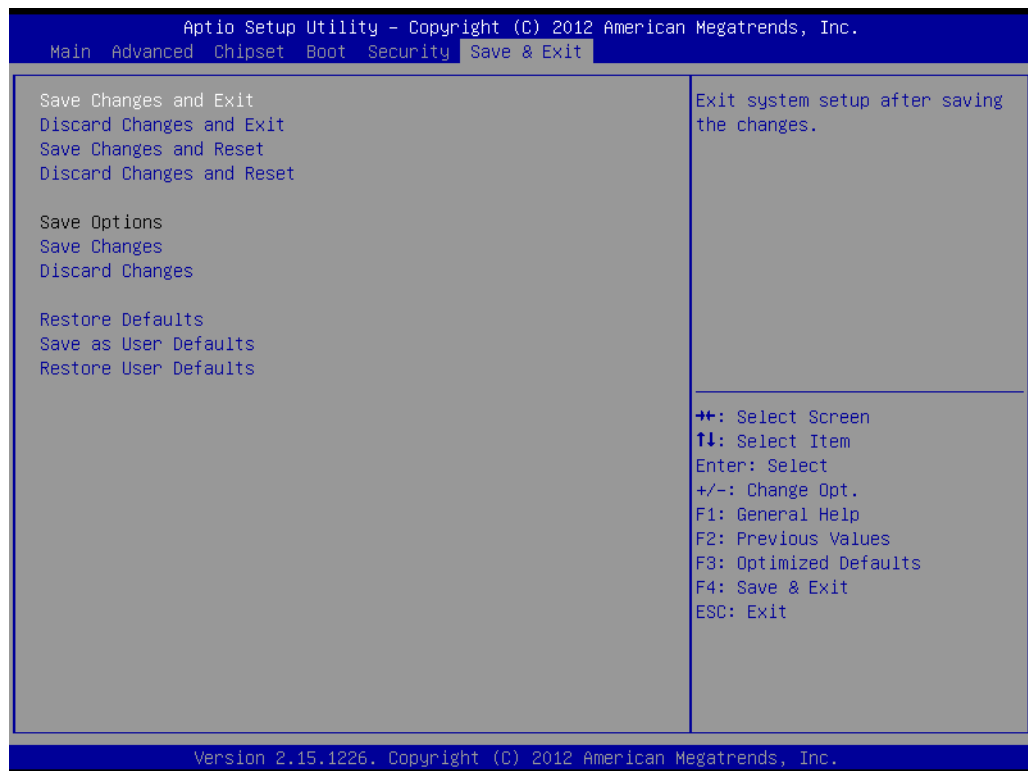 Aptio Setup Utility – Copyright (C) 2012 American Megatrends, Inc.
Main Advanced Chipset Boot Security Save & Exit
Save Changes and Exit
Discard Changes and Exit
Save Changes and Reset
Discard Changes and Reset
Save Options
Save Changes
Discard Changes
Restore Defaults
Save as User Defaults
Restore User Defaults
Exit system setup after saving
the changes.
→←: Select Screen
↑↓: Select Item
Enter: Select
+/-: Change Opt.
F1: General Help
F2: Previous Values
F3: Optimized Defaults
F4: Save & Exit
ESC: Exit
Version 2.15.1226. Copyright (C) 2012 American Megatrends, Inc.